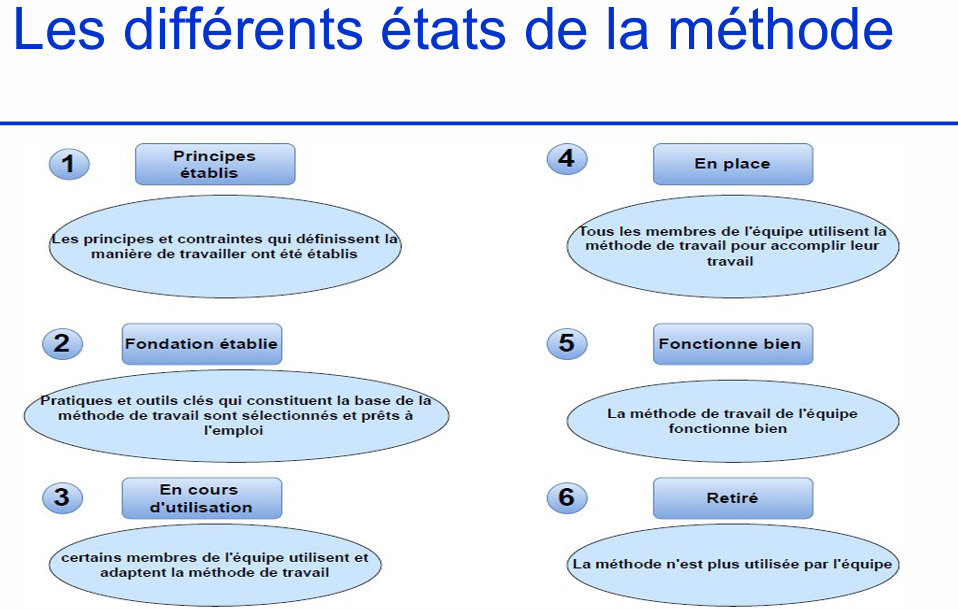 Les différents états de la méthode
1
Principes
établis
Les principes et contraintes qui définissent la
manière de travailler ont été établis
2
Fondation établie
Pratiques et outils clés qui constituent la base de la
méthode de travail sont sélectionnés et prêts à
l'emploi
3
En cours
d'utilisation
certains membres de l'équipe utilisent et
adaptent la méthode de travail
4
En place
Tous les membres de l'équipe utilisent la
méthode de travail pour accomplir leur
travail
5
Fonctionne bien
La méthode de travail de l'équipe
fonctionne bien
6
Retiré
La méthode n'est plus utilisée par l'équipe